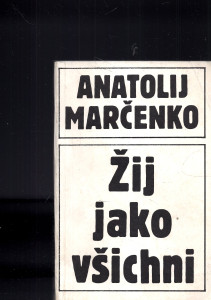 ANATOLIJ
MARČENKO
Žij
jako
všichni